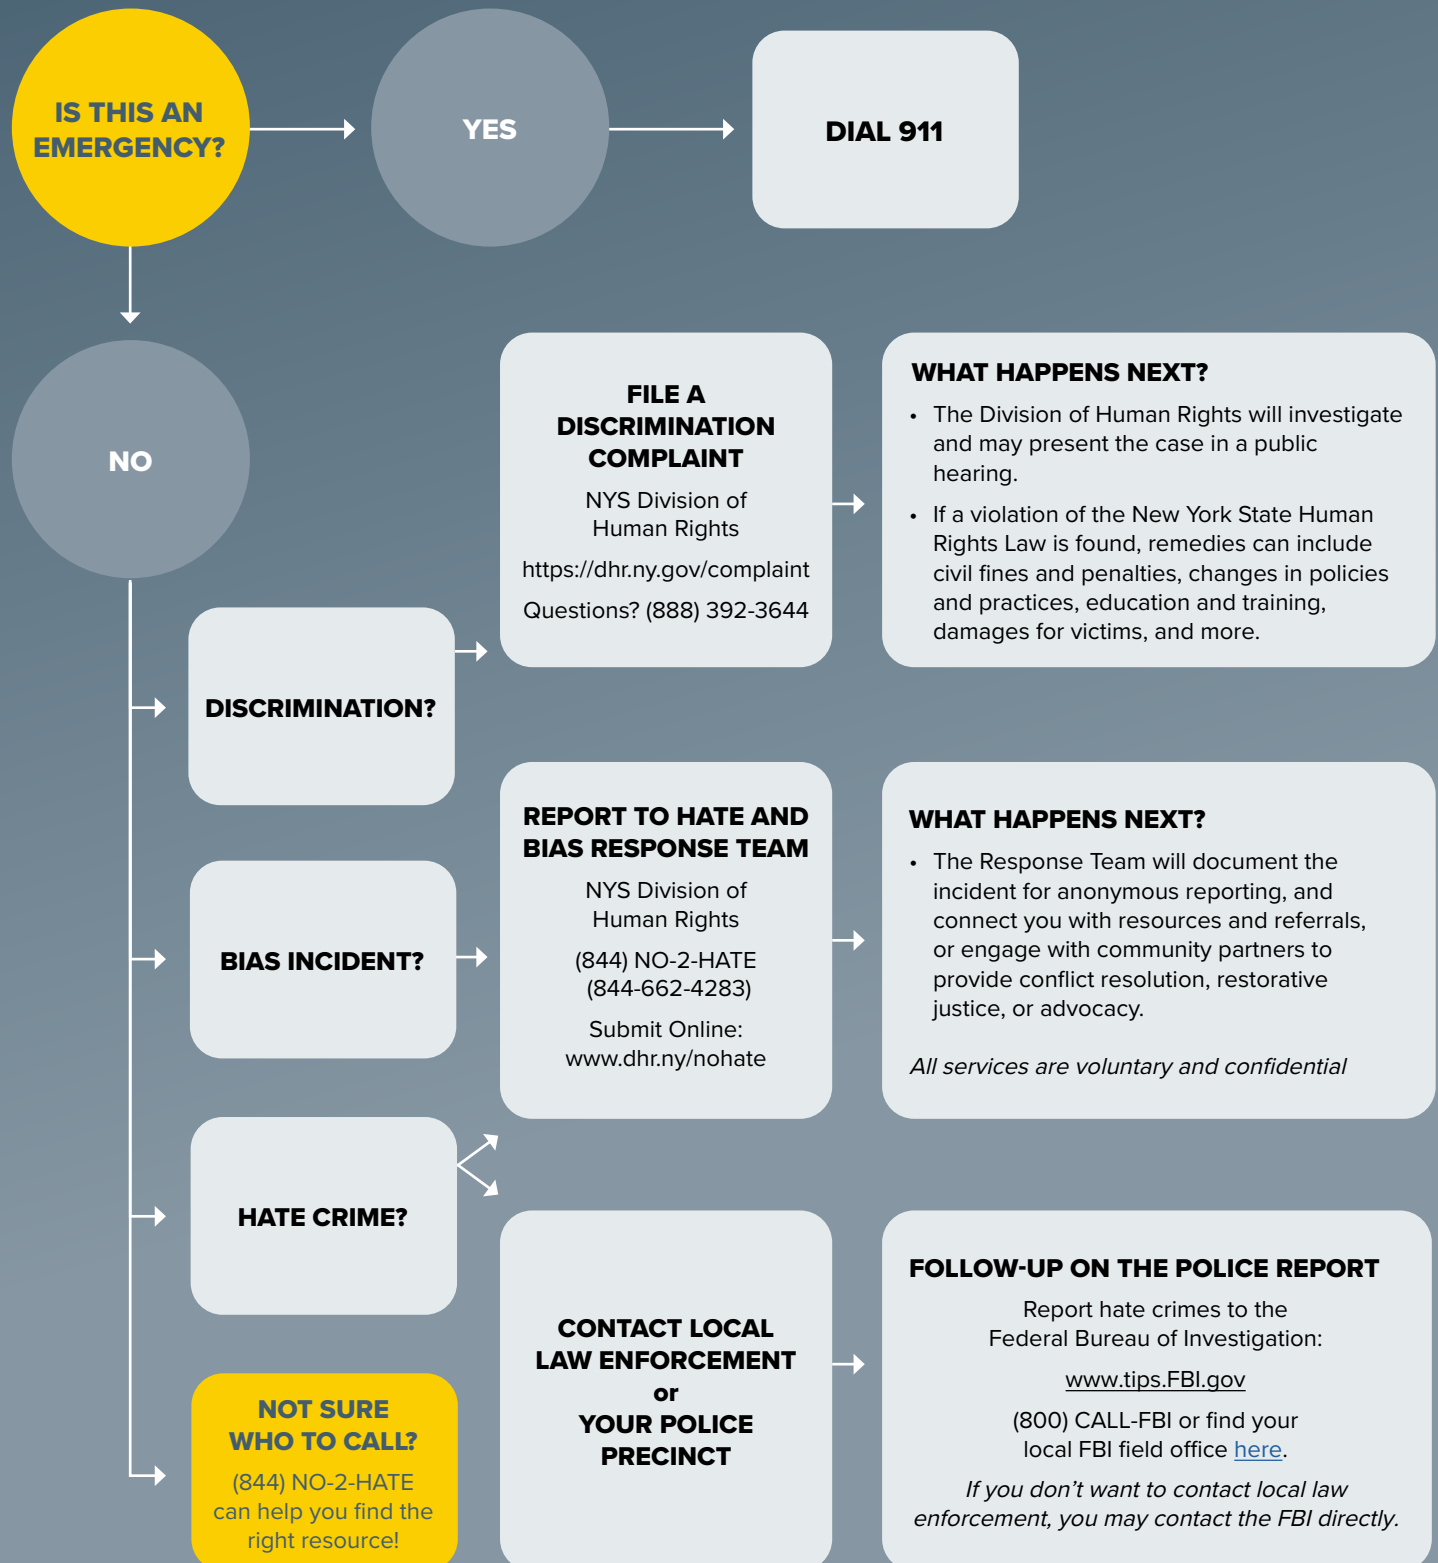 IS THIS AN
EMERGENCY?
YES
DIAL 911
NO
DISCRIMINATION?
FILE A
DISCRIMINATION
COMPLAINT
NYS Division of
Human Rights
https://dhr.ny.gov/complaint
Questions? (888) 392-3644
WHAT HAPPENS NEXT?
• The Division of Human Rights will investigate
and may present the case in a public
hearing.
• If a violation of the New York State Human
Rights Law is found, remedies can include
civil fines and penalties, changes in policies
and practices, education and training,
damages for victims, and more.
BIAS INCIDENT?
REPORT TO HATE AND
BIAS RESPONSE TEAM
NYS Division of
Human Rights
(844) NO-2-HATE
(844-662-4283)
Submit Online:
www.dhr.ny/nohate
WHAT HAPPENS NEXT?
• The Response Team will document the
incident for anonymous reporting, and
connect you with resources and referrals,
or engage with community partners to
provide conflict resolution, restorative
justice, or advocacy.
All services are voluntary and confidential
HATE CRIME?
CONTACT LOCAL
LAW ENFORCEMENT
or
YOUR POLICE
PRECINCT
FOLLOW-UP ON THE POLICE REPORT
Report hate crimes to the
Federal Bureau of Investigation:
www.tips.FBI.gov
(800) CALL-FBI or find your
local FBI field office here.
If you don't want to contact local law
enforcement, you may contact the FBI directly.
NOT SURE
WHO TO CALL?
(844) NO-2-HATE
can help you find the
right resource!